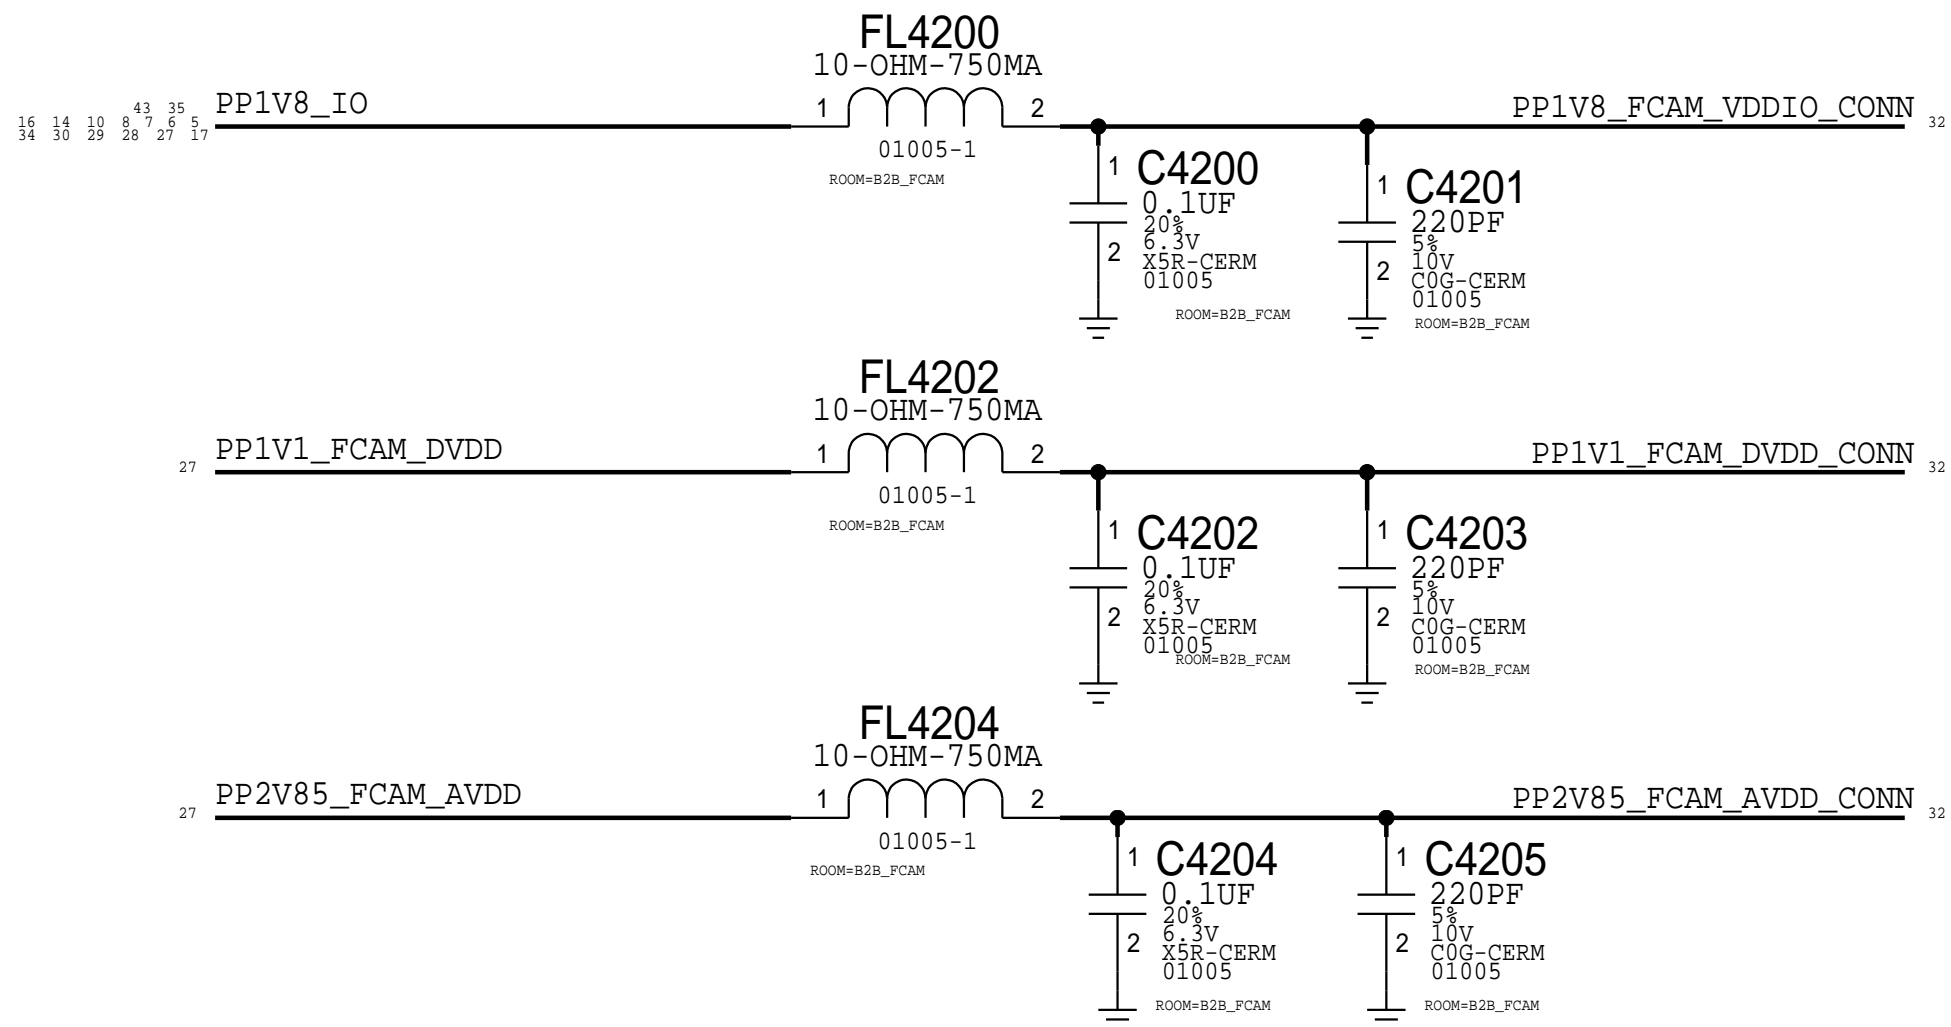 FL4200
10-OHM-750MA
PP1V8_IO
43 35
16 14 10 8 7 6 5
34 30 29 28 27 17
1
2
PP1V8_FCAM_VDDIO_CONN
32
01005-1
ROOM=B2B_FCAM
1
C4200
0.1UF
20%
6.3V
X5R-CERM
01005
2
ROOM=B2B_FCAM
1
C4201
220PF
5%
10V
C0G-CERM
01005
2
ROOM=B2B_FCAM
FL4202
10-OHM-750MA
27
PP1V1_FCAM_DVDD
1
2
PP1V1_FCAM_DVDD_CONN
32
01005-1
ROOM=B2B_FCAM
1
C4202
0.1UF
20%
6.3V
X5R-CERM
01005
2
ROOM=B2B_FCAM
1
C4203
220PF
5%
10V
C0G-CERM
01005
2
ROOM=B2B_FCAM
FL4204
10-OHM-750MA
27
PP2V85_FCAM_AVDD
1
2
PP2V85_FCAM_AVDD_CONN
32
01005-1
ROOM=B2B_FCAM
1
C4204
0.1UF
20%
6.3V
X5R-CERM
01005
2
ROOM=B2B_FCAM
1
C4205
220PF
5%
10V
C0G-CERM
01005
2
ROOM=B2B_FCAM